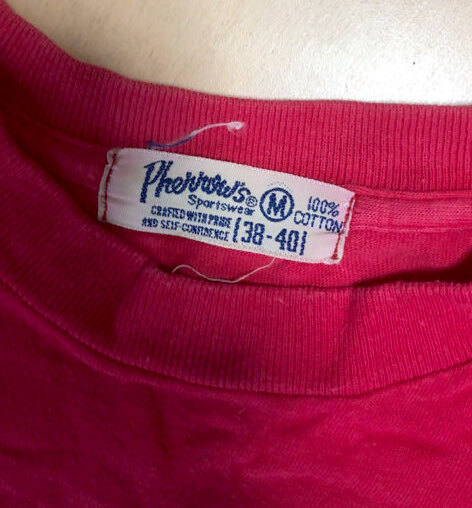 Pherrow's®
Sportswear
CRAFTED WITH PRIDE
AND SELF-CONFIDENCE
M
100%
COTTON
[38-40]